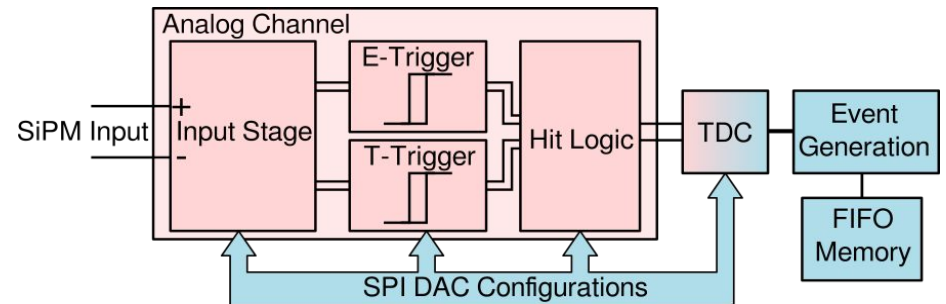 Analog Channel
SiPM Input
+
-
Input Stage
E-Trigger
T-Trigger
Hit Logic
TDC
Event
Generation
FIFO
Memory
SPI DAC Configurations